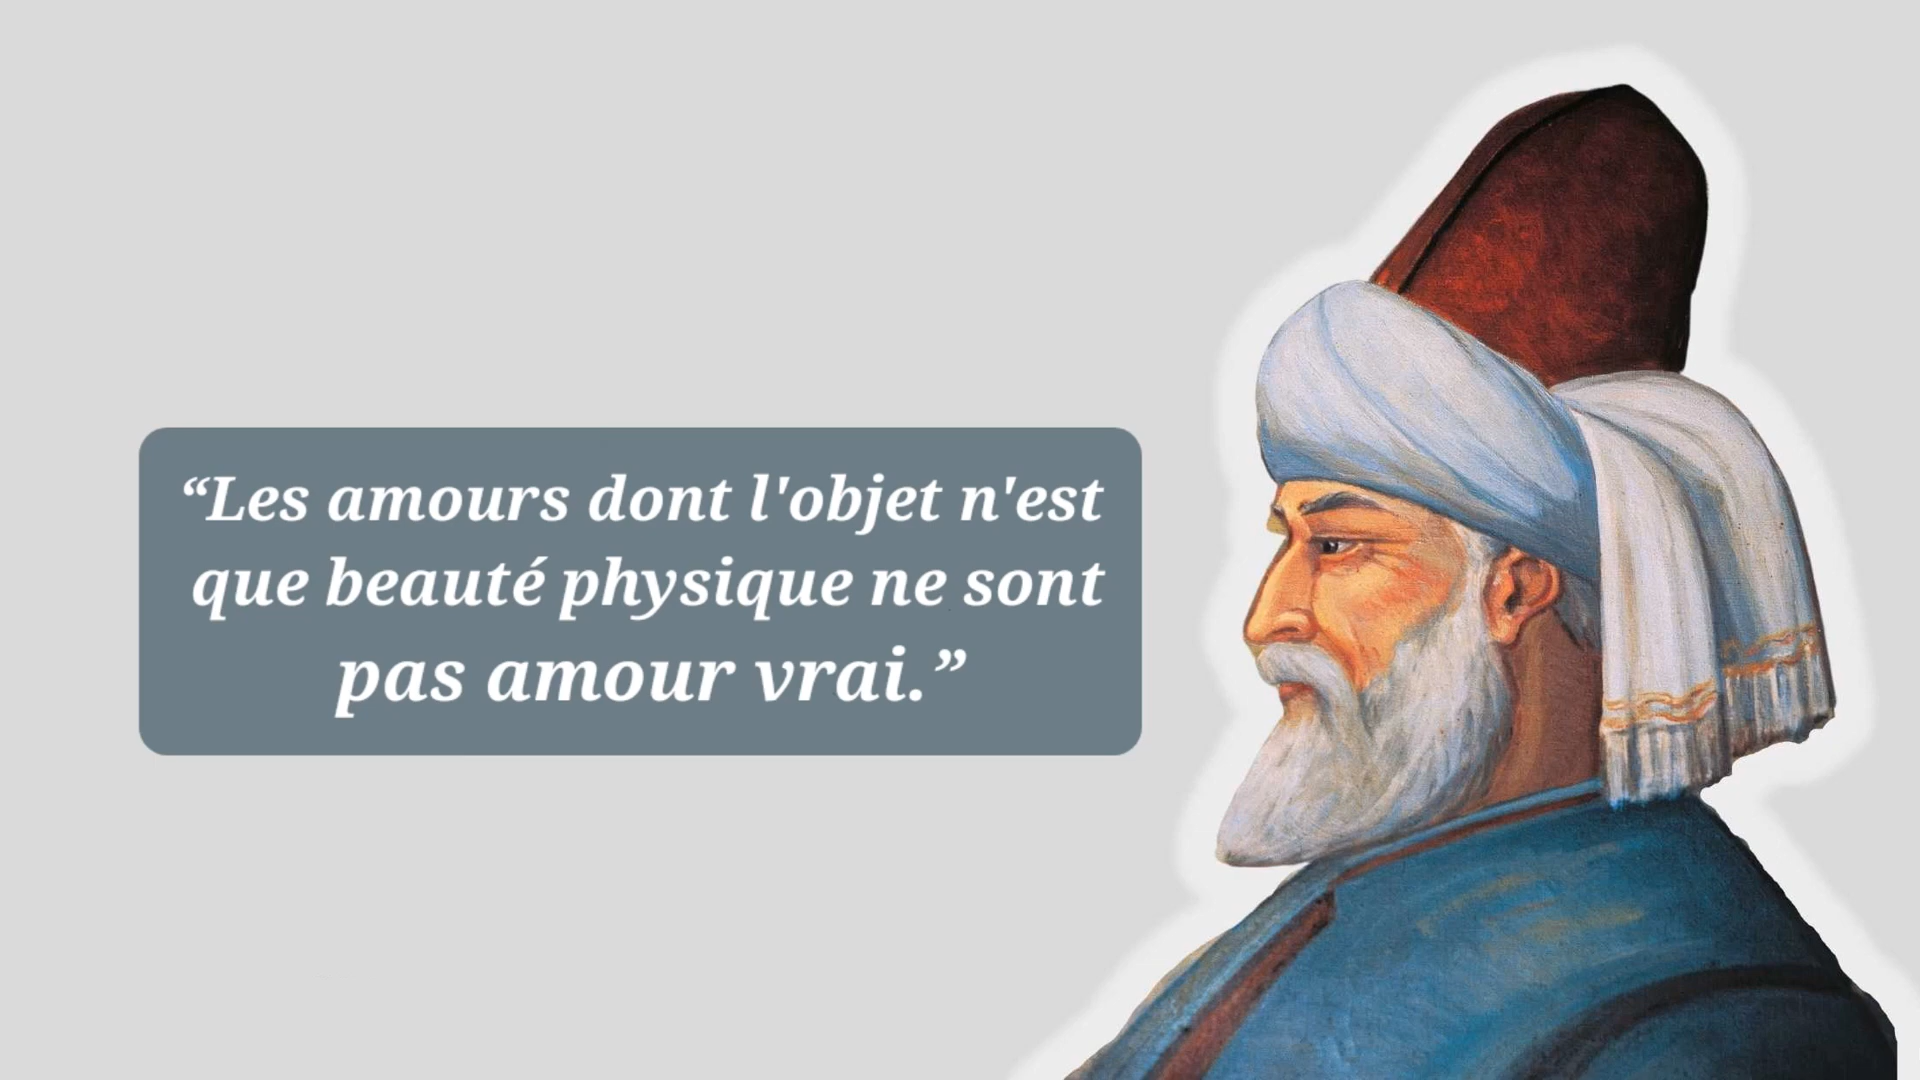 “Les amours dont l'objet n'est
que beauté physique ne sont
pas amour vrai.”